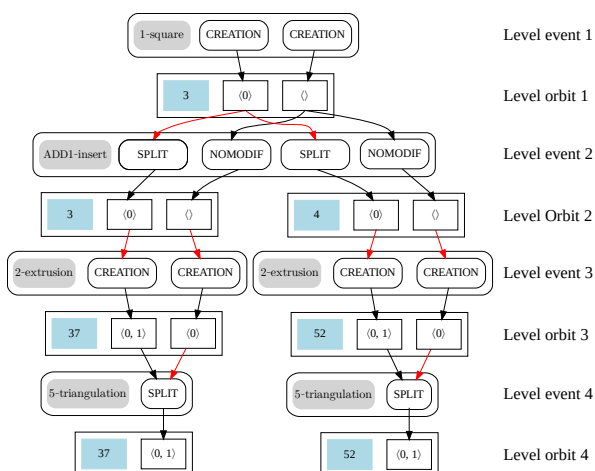 1-square CREATION CREATION Level event 1
3 ⟨0⟩ ⟨⟩ Level orbit 1
ADD1-insert SPLIT NOMODIF SPLIT NOMODIF Level event 2
3 ⟨0⟩ ⟨⟩ 4 ⟨0⟩ ⟨⟩ Level Orbit 2
2-extrusion CREATION CREATION 2-extrusion CREATION CREATION Level event 3
37 ⟨0, 1⟩ ⟨0⟩ 52 ⟨0, 1⟩ ⟨0⟩ Level orbit 3
5-triangulation SPLIT 5-triangulation SPLIT Level event 4
37 ⟨0, 1⟩ 52 ⟨0, 1⟩ Level orbit 4